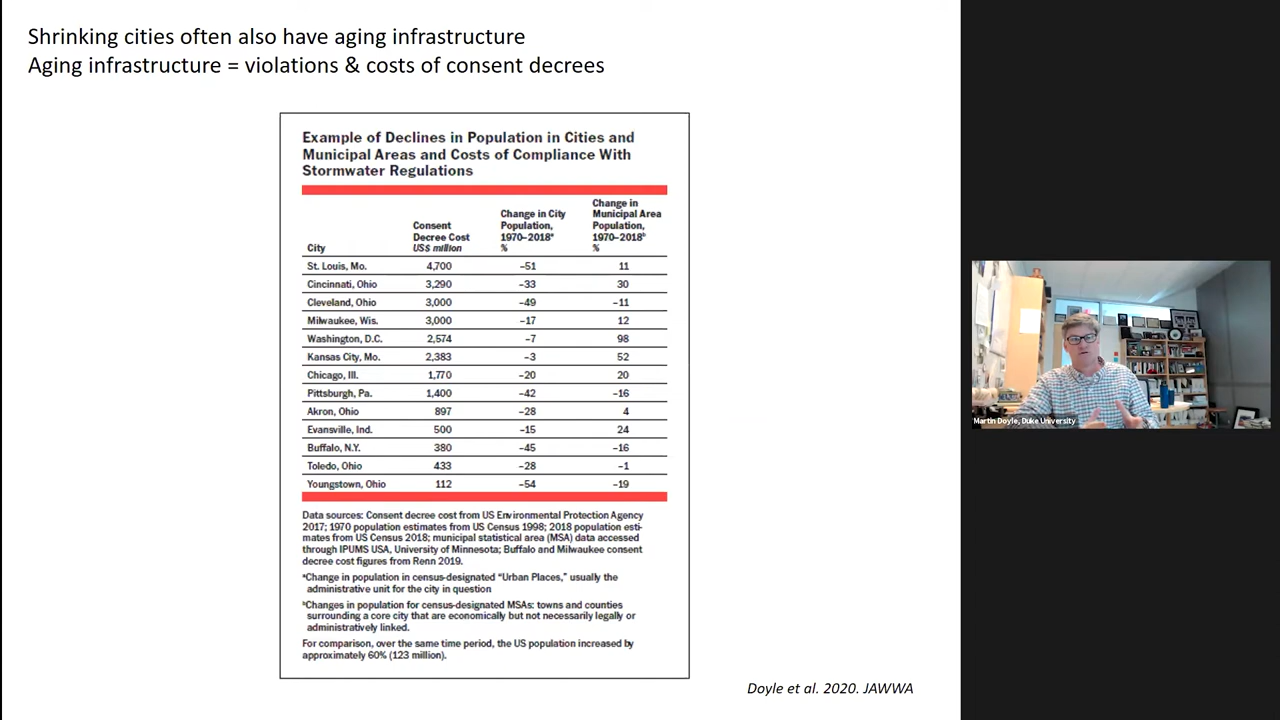 Shrinking cities often also have aging infrastructure
Aging infrastructure = violations & costs of consent decrees
Example of Declines in Population in Cities and
Municipal Areas and Costs of Compliance With
Stormwater Regulations
City
Consent
Decree Cost
US$ million
Change in City
Population,
1970–2018ᵃ
%
Change in
Municipal Area
Population,
1970–2018ᵇ
%
St. Louis, Mo. 4,700 –51 11
Cincinnati, Ohio 3,290 –33 30
Cleveland, Ohio 3,000 –49 –11
Milwaukee, Wis. 3,000 –17 12
Washington, D.C. 2,574 –7 98
Kansas City, Mo. 2,383 –3 52
Chicago, Ill. 1,770 –20 20
Pittsburgh, Pa. 1,400 –42 –16
Akron, Ohio 897 –28 4
Evansville, Ind. 500 –15 24
Buffalo, N.Y. 380 –45 –16
Toledo, Ohio 433 –28 –1
Youngstown, Ohio 112 –54 –19
Data sources: Consent decree cost from US Environmental Protection Agency
2017; 1970 population estimates from US Census 1998; 2018 population esti-
mates from US Census 2018; municipal statistical area (MSA) data accessed
through IPUMS USA, University of Minnesota; Buffalo and Milwaukee consent
decree cost figures from Renn 2019.
ᵃChange in population in census-designated “Urban Places,” usually the
administrative unit for the city in question
ᵇChanges in population for census-designated MSAs: towns and counties
surrounding a core city that are economically but not necessarily legally or
administratively linked.
For comparison, over the same time period, the US population increased by
approximately 60% (123 million).
Doyle et al. 2020. JAWWA
Martin Doyle, Duke University